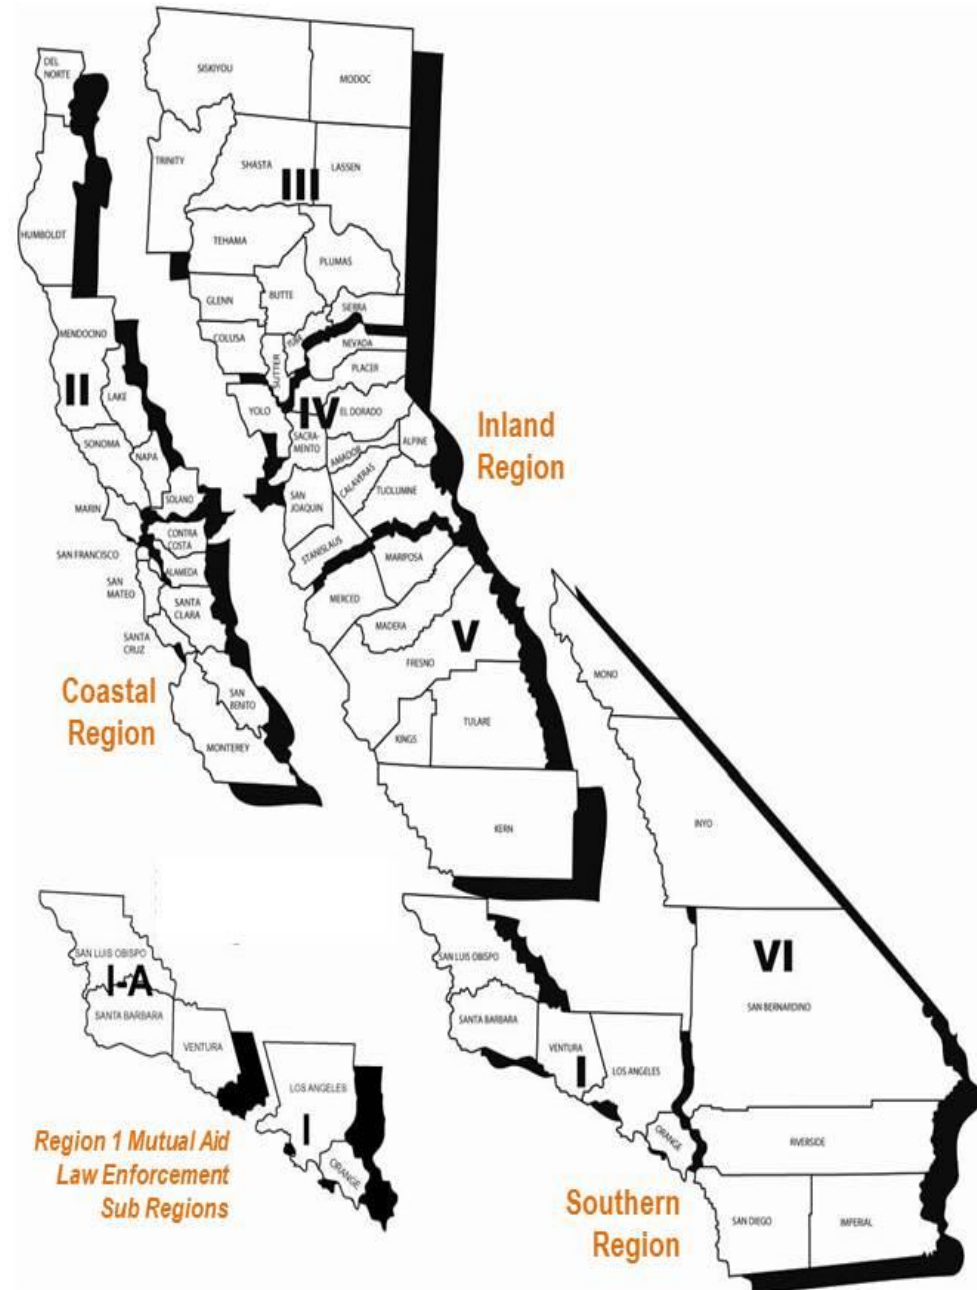 DEL
NORTE
SISKIYOU
MODOC
TRINITY
SHASTA
LASSEN
III
HUMBOLDT
TEHAMA
PLUMAS
GLENN
BUTTE
SIERRA
MENDOCINO
COLUSA
YUBA
NEVADA
SUTTER
PLACER
II
LAKE
YOLO
IV
EL DORADO
Inland
Region
SONOMA
NAPA
SACRA-
MENTO
AMADOR
ALPINE
CALAVERAS
TUOLUMNE
SOLANO
MARIN
SAN
JOAQUIN
CONTRA
COSTA
STANISLAUS
SAN FRANCISCO
ALAMEDA
MARIPOSA
SAN
MATEO
SANTA
CLARA
MERCED
MADERA
SANTA
CRUZ
V
FRESNO
MONO
Coastal
Region
SAN
BENITO
MONTEREY
KINGS
TULARE
KERN
INYO
SAN LUIS OBISPO
I-A
SANTA BARBARA
VENTURA
LOS ANGELES
I
ORANGE
Region 1 Mutual Aid
Law Enforcement
Sub Regions
SAN LUIS OBISPO
SANTA BARBARA
VENTURA
I
LOS ANGELES
ORANGE
VI
SAN BERNARDINO
RIVERSIDE
SAN DIEGO
IMPERIAL
Southern
Region